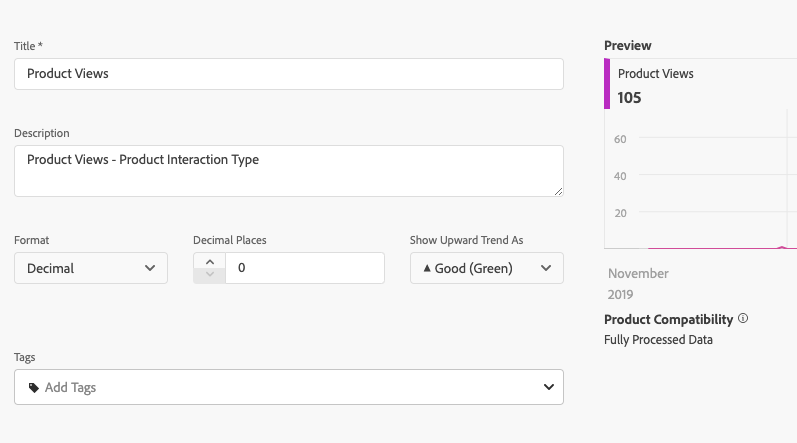 Title *
Product Views
Description
Product Views - Product Interaction Type
Format
Decimal Places
Show Upward Trend As
Decimal
0
Good (Green)
Tags
Add Tags
Preview
Product Views
105
60
40
20
November
2019
Product Compatibility
Fully Processed Data